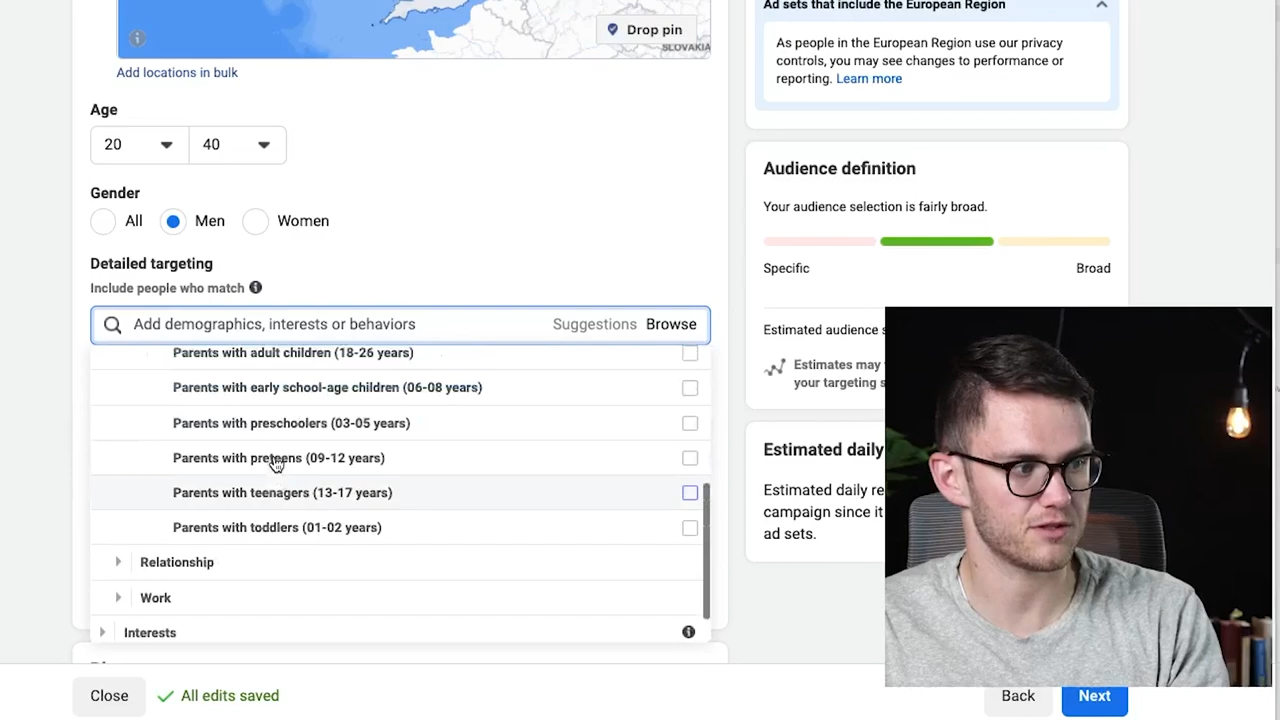 Drop pin
SLOVAKIA
Add locations in bulk
Age
20
40
Gender
All
Men
Women
Detailed targeting
Include people who match
Add demographics, interests or behaviors
Suggestions
Browse
Parents with adult children (18-26 years)
Parents with early school-age children (06-08 years)
Parents with preschoolers (03-05 years)
Parents with preteens (09-12 years)
Parents with teenagers (13-17 years)
Parents with toddlers (01-02 years)
Relationship
Work
Interests
Close
All edits saved
Ad sets that include the European Region
As people in the European Region use our privacy
controls, you may see changes to performance or
reporting. Learn more
Audience definition
Your audience selection is fairly broad.
Specific
Broad
Estimated audience
Estimates may
your targeting
Estimated daily
Estimated daily
campaign since it
ad sets.
Back
Next